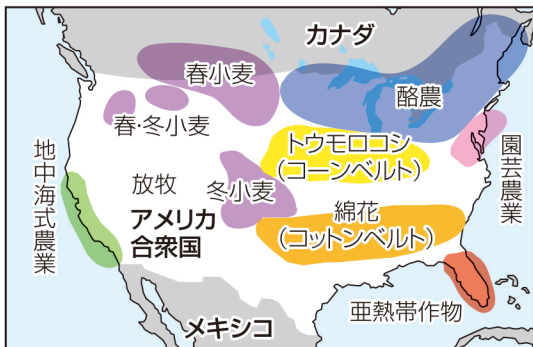 カナダ
春小麦
酪農
春・冬小麦
トウモロコシ
（コーンベルト）
園芸農業
地中海式農業
放牧
冬小麦
アメリカ
合衆国
綿花
（コットンベルト）
亜熱帯作物
メキシコ